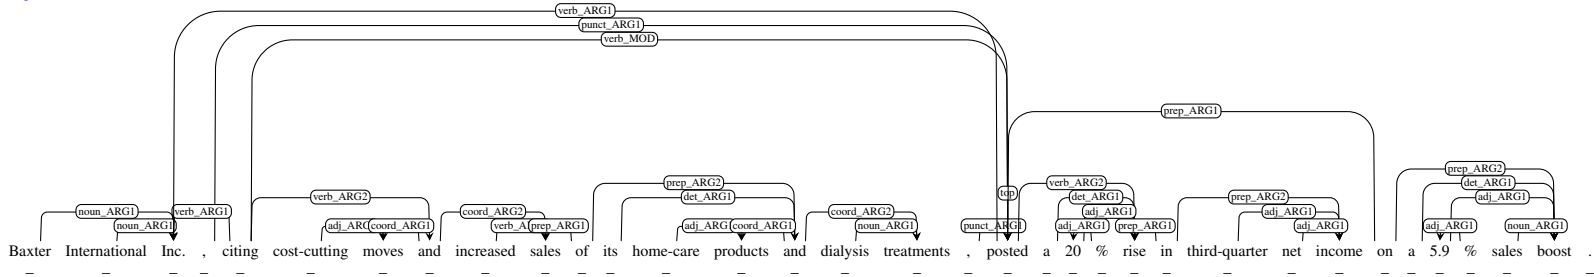 verb_ARG1
punct_ARG1
verb_MOD
prep_ARG1
prep_ARG2
prep_ARG2 top verb_ARG2 det_ARG1
verb_ARG2 det_ARG1 det_ARG1 prep_ARG2 adj_ARG1
noun_ARG1 verb_ARG1 coord_ARG2 coord_ARG2 adj_ARG1 adj_ARG1
noun_ARG1 coord_ARG1 prep_ARG1 coord_ARG1 noun_ARG1 punct_ARG1 adj_ARG1 prep_ARG1 adj_ARG1 adj_ARG1 noun_ARG1
Baxter International Inc. , citing cost-cutting moves and increased sales of its home-care products and dialysis treatments , posted a 20 % rise in third-quarter net income on a 5.9 % sales boost .